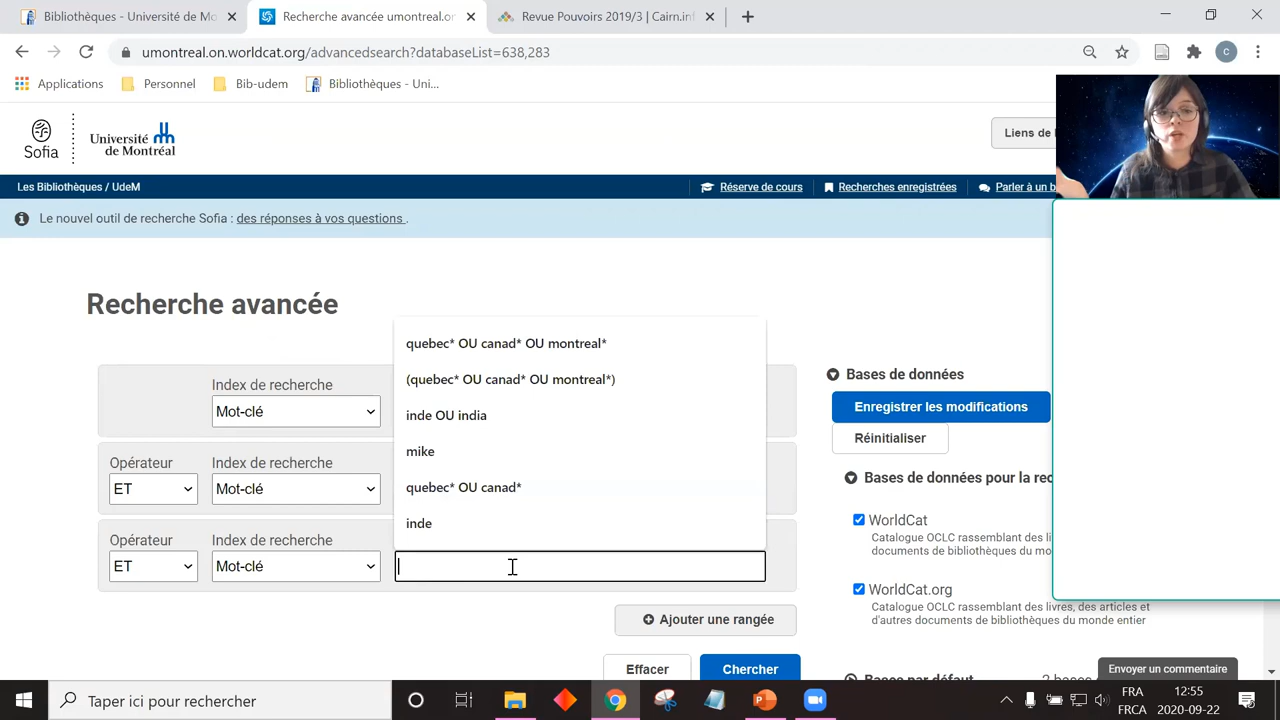 Bibliothèques - Université de Mo
Recherche avancée umontreal.on
Revue Pouvoirs 2019/3 | Cairn.inf
umontreal.on.worldcat.org/advancedsearch?databaseList=638,283
C
Applications
Personnel
Bib-udem
Bibliothèques - Uni...
Sofia
Université de Montréal
Liens de
Les Bibliothèques / UdeM
Réserve de cours
Recherches enregistrées
Parler à un b
Le nouvel outil de recherche Sofia : des réponses à vos questions .
Recherche avancée
Index de recherche
Mot-clé
Opérateur
Index de recherche
ET
Mot-clé
Opérateur
Index de recherche
ET
Mot-clé
quebec* OU canad* OU montreal*
(quebec* OU canad* OU montreal*)
inde OU india
mike
quebec* OU canad*
inde
Ajouter une rangée
Effacer
Chercher
Bases de données
Enregistrer les modifications
Réinitialiser
Bases de données pour la rec
WorldCat
Catalogue OCLC rassemblant des li
documents de bibliothèques du mo
WorldCat.org
Catalogue OCLC rassemblant des livres, des articles et
d'autres documents de bibliothèques du monde entier
Bases par défaut
2 bases
Envoyer un commentaire
Taper ici pour rechercher
FRA
FRCA
12:55
2020-09-22